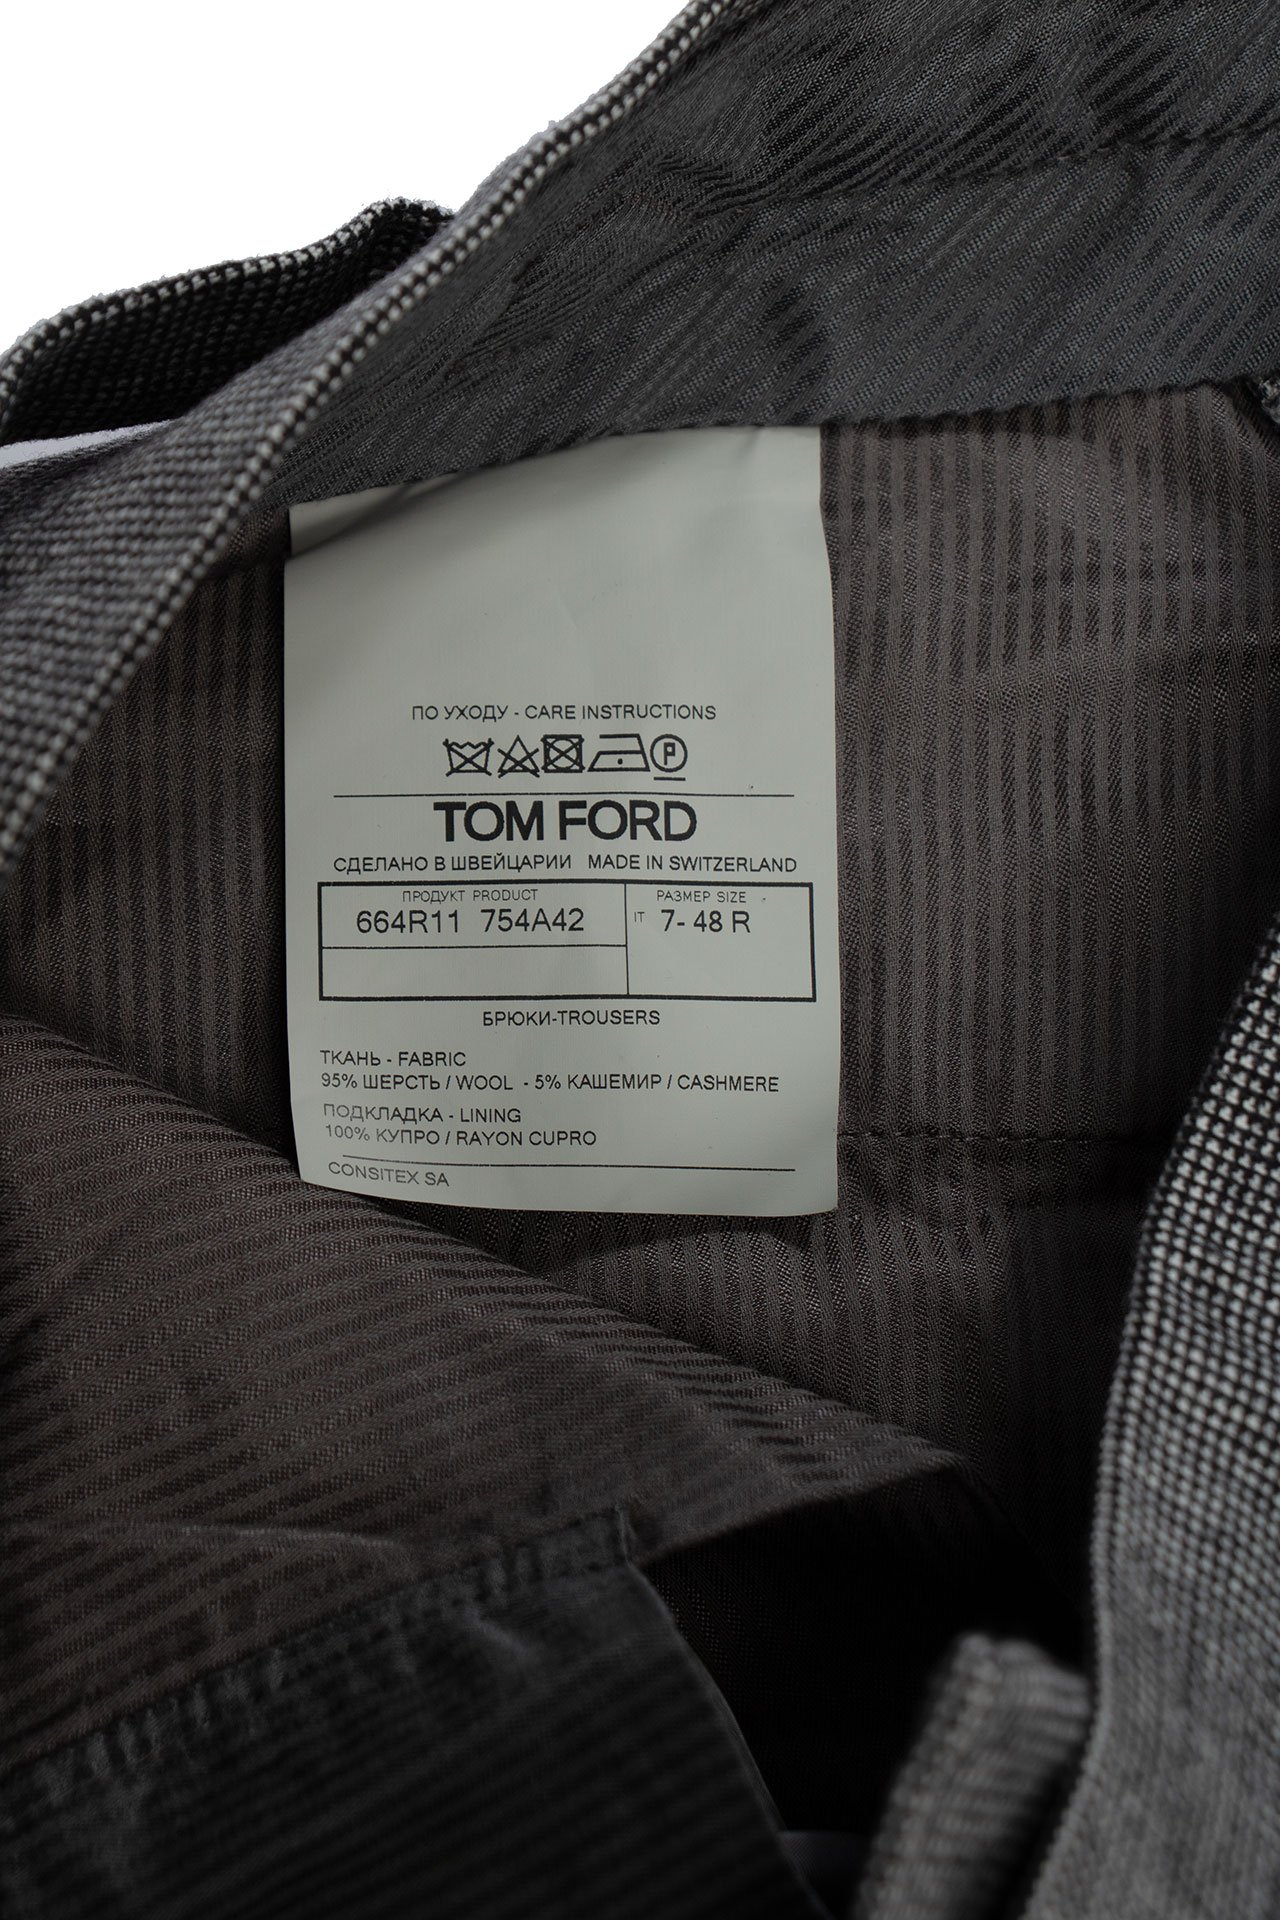 ПО УХОДУ - CARE INSTRUCTIONS
P
TOM FORD
СДЕЛАНО В ШВЕЙЦАРИИ MADE IN SWITZERLAND
ПРОДУКТ PRODUCT РАЗМЕР SIZE
664R11 754A42 IT 7- 48 R
БРЮКИ-TROUSERS
ТКАНЬ - FABRIC
95% ШЕРСТЬ / WOOL - 5% КАШЕМИР / CASHMERE
ПОДКЛАДКА - LINING
100% КУПРО / RAYON CUPRO
CONSITEX SA